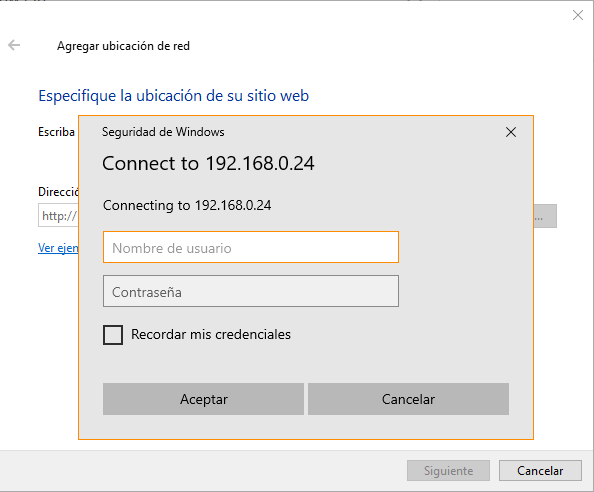 Agregar ubicación de red
Especifique la ubicación de su sitio web
Escriba
Seguridad de Windows
Connect to 192.168.0.24
Connecting to 192.168.0.24
Direcció
http://
...
Ver ejen
Nombre de usuario
Contraseña
Recordar mis credenciales
Aceptar
Cancelar
Siguiente
Cancelar